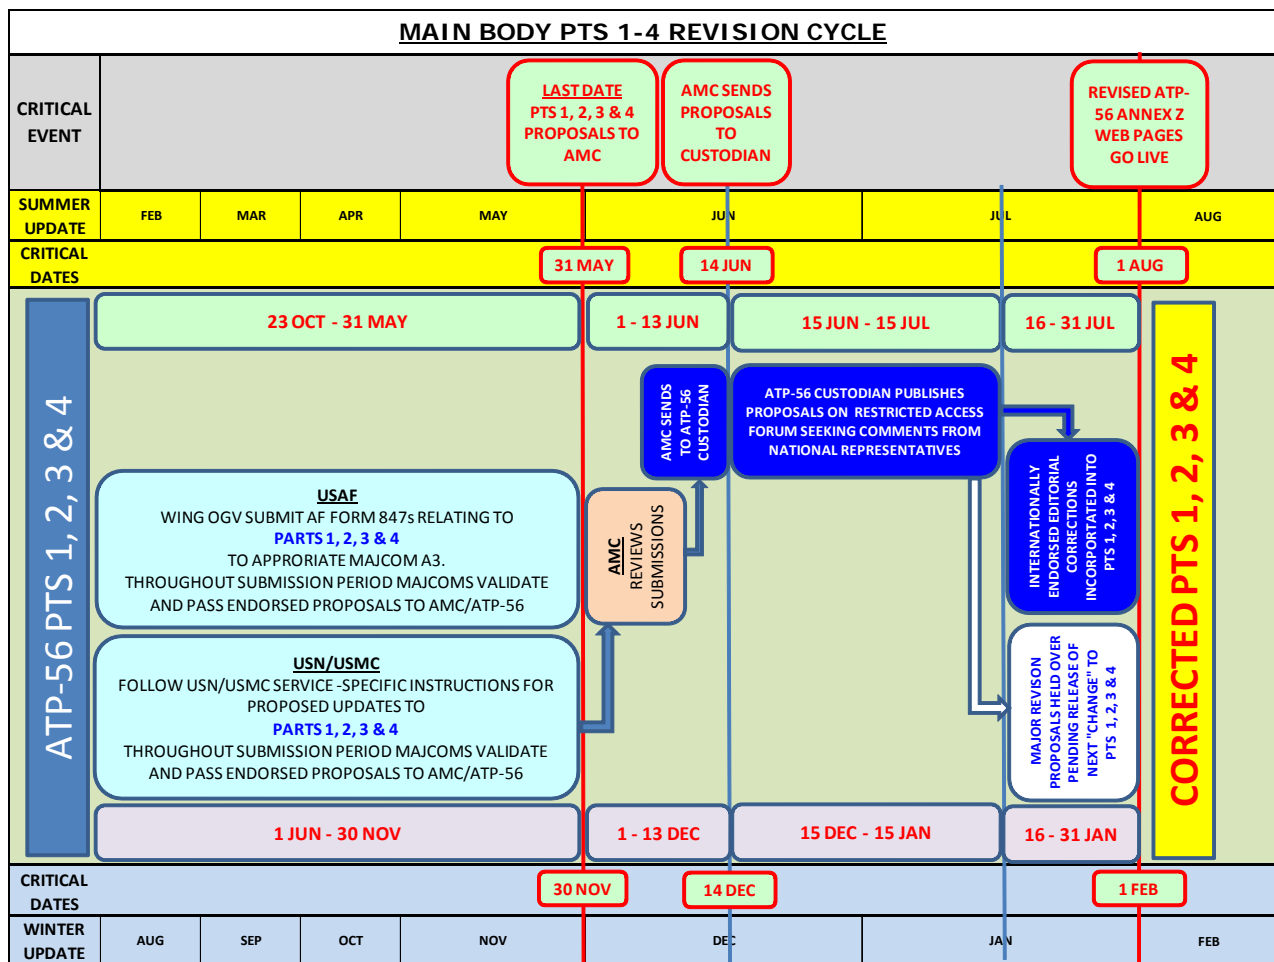 MAIN BODY PTS 1-4 REVISION CYCLE
CRITICAL
EVENT
LAST DATE
PTS 1, 2, 3 & 4
PROPOSALS TO
AMC
AMC SENDS
PROPOSALS
TO
CUSTODIAN
REVISED ATP-
56 ANNEX Z
WEB PAGES
GO LIVE
SUMMER
UPDATE
FEB
MAR
APR
MAY
JUN
JUL
AUG
CRITICAL
DATES
31 MAY
14 JUN
1 AUG
ATP-56 PTS 1, 2, 3 & 4
23 OCT - 31 MAY
1 - 13 JUN
15 JUN - 15 JUL
16 - 31 JUL
USAF
WING OGV SUBMIT AF FORM 847s RELATING TO
PARTS 1, 2, 3 & 4
TO APPRORIATE MAJCOM A3.
THROUGHOUT SUBMISSION PERIOD MAJCOMS VALIDATE
AND PASS ENDORSED PROPOSALS TO AMC/ATP-56
USN/USMC
FOLLOW USN/USMC SERVICE -SPECIFIC INSTRUCTIONS FOR
PROPOSED UPDATES TO
PARTS 1, 2, 3 & 4
THROUGHOUT SUBMISSION PERIOD MAJCOMS VALIDATE
AND PASS ENDORSED PROPOSALS TO AMC/ATP-56
AMC
REVIEWS
SUBMISSIONS
AMC SENDS
TO ATP-56
CUSTODIAN
ATP-56 CUSTODIAN PUBLISHES
PROPOSALS ON RESTRICTED ACCESS
FORUM SEEKING COMMENTS FROM
NATIONAL REPRESENTATIVES
INTERNATIONALLY
ENDORSED EDITORIAL
CORRECTIONS
INCORPORTATED INTO
PTS 1, 2, 3 & 4
MAJOR REVISON
PROPOSALS HELD OVER
PENDING RELEASE OF
NEXT "CHANGE" TO
PTS 1, 2, 3 & 4
CORRECTED PTS 1, 2, 3 & 4
1 JUN - 30 NOV
1 - 13 DEC
15 DEC - 15 JAN
16 - 31 JAN
CRITICAL
DATES
30 NOV
14 DEC
1 FEB
WINTER
UPDATE
AUG
SEP
OCT
NOV
DEC
JAN
FEB